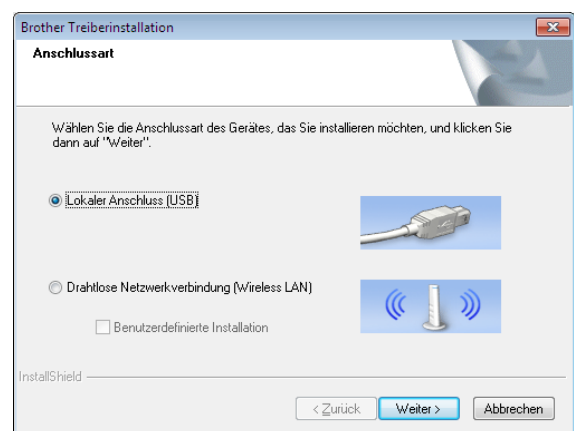 Brother Treiberinstallation
Anschlussart
Wählen Sie die Anschlussart des Gerätes, das Sie installieren möchten, und klicken Sie
dann auf "Weiter".
Lokaler Anschluss (USB)
Drahtlose Netzwerkverbindung (Wireless LAN)
Benutzerdefinierte Installation
InstallShield
< Zurück Weiter > Abbrechen